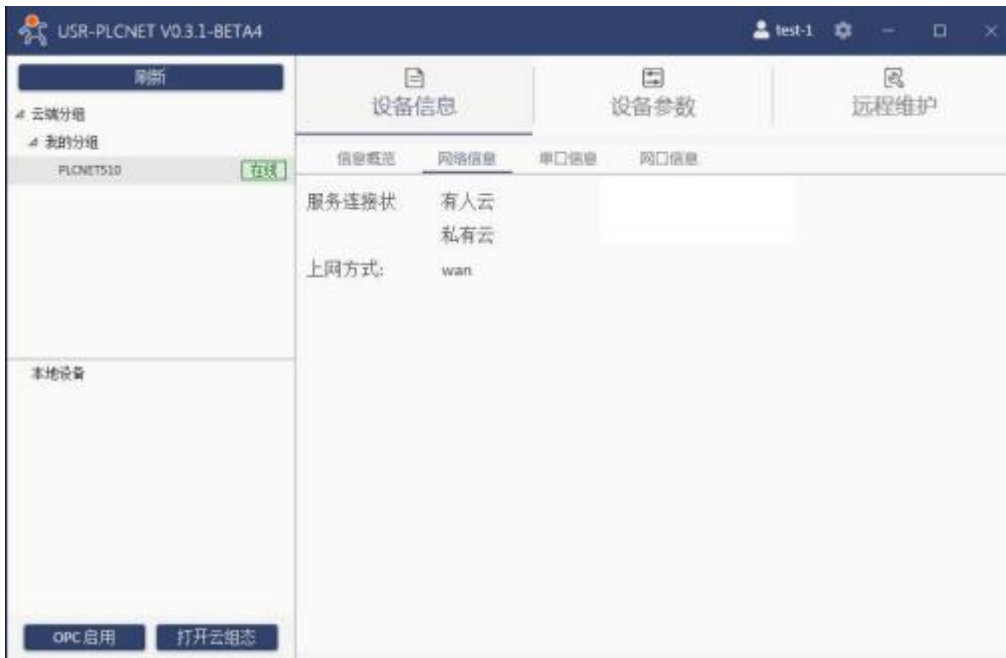 USR-PLCNET V0.3.1-BETA4
test-1
刷新
云端分组
我的分组
PLCNET510
在线
本地设备
OPC启用
打开云组态
设备信息
设备参数
远程维护
信息概览
网络信息
串口信息
网口信息
服务连接状
有人云
私有云
上网方式:
wan